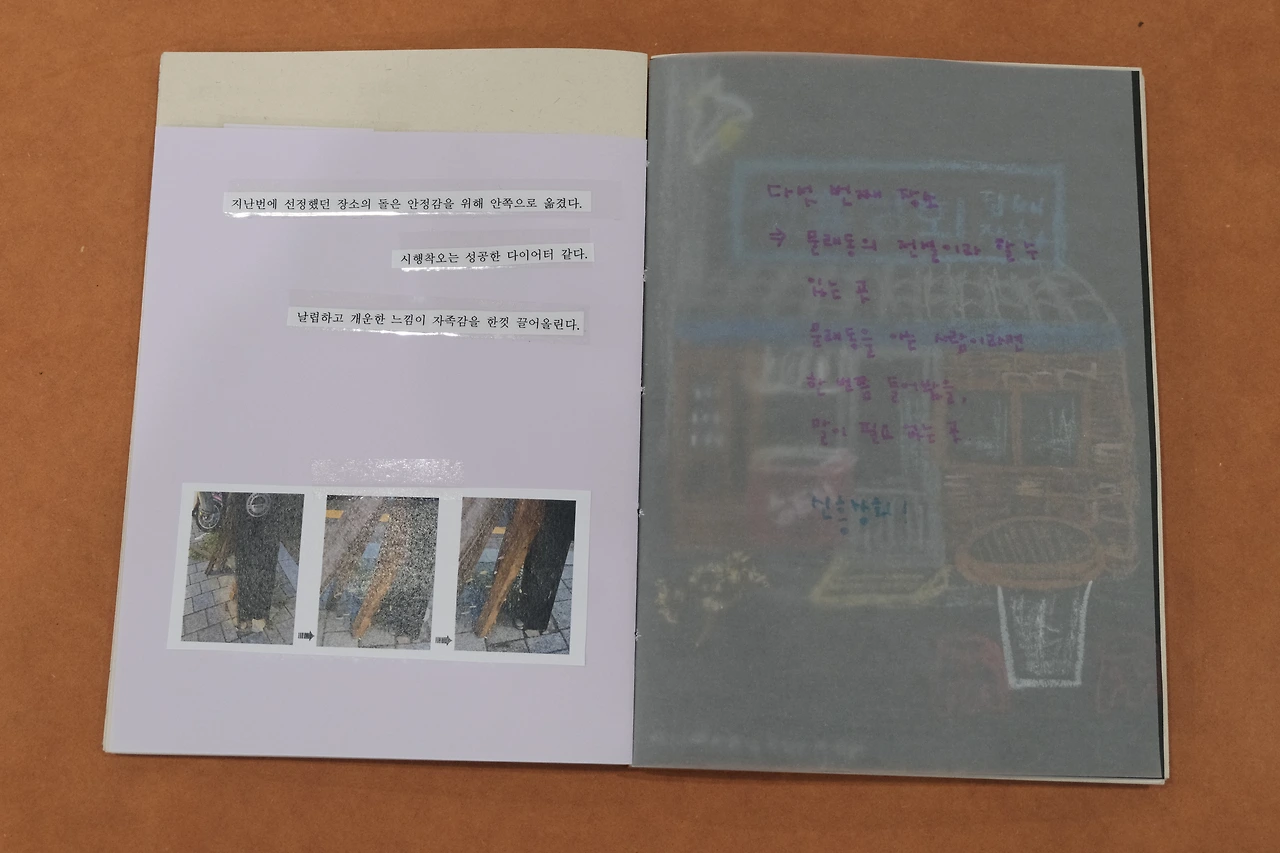 지난번에 선정했던 장소의 돌은 안정감을 위해 안쪽으로 옮겼다.
시행착오는 성공한 다이어터 같다.
날렵하고 개운한 느낌이 자족감을 한껏 끌어올린다.
다섯 번째 장소
⇒ 문래동의 전설이라 할 수
있는 곳
문래동을 아는 사람이라면
한 번쯤 들어봤을,
말이 필요 없는 곳.